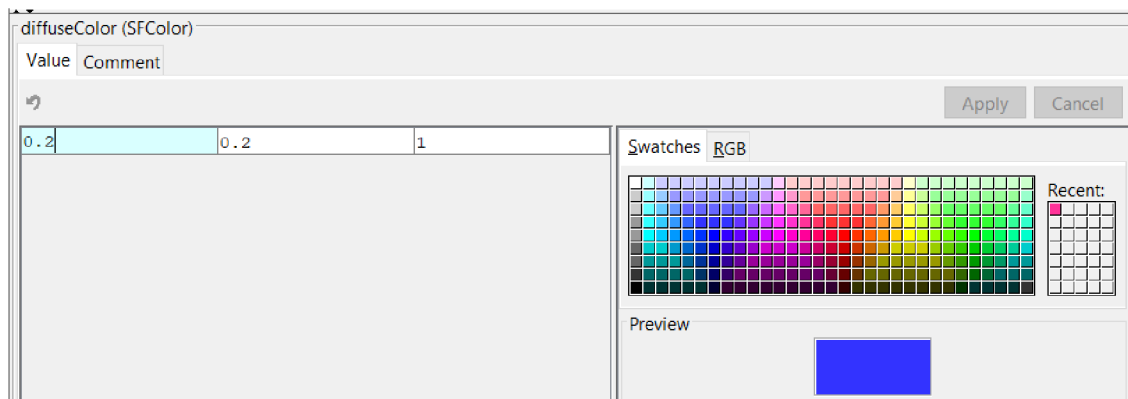 diffuseColor (SFColor)
Value Comment
Apply Cancel
0.2 0.2 1
Swatches RGB
Recent:
Preview